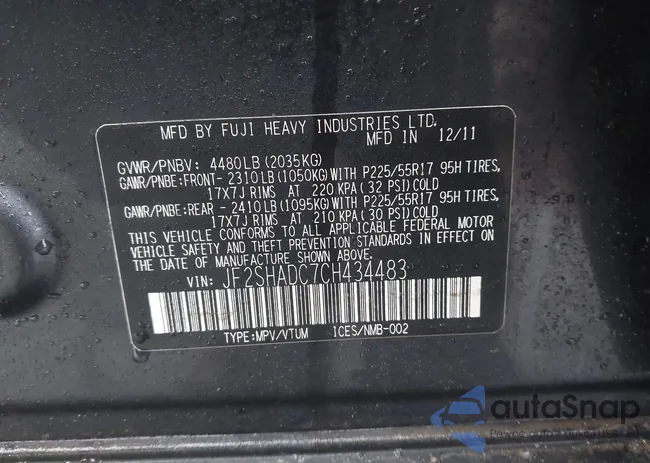 MFD BY FUJI HEAVY INDUSTRIES LTD.
MFD IN 12/11
GVWR/PNBV: 4480LB(2035KG)
GAWR/PNBE:FRONT- 2310LB(1050KG)WITH P225/55R17 95H TIRES,
17X7J RIMS AT 220 KPA(32 PSI)COLD
GAWR/PNBE:REAR - 2410LB(1095KG)WITH P225/55R17 95H TIRES,
17X7J RIMS AT 210 KPA(30 PSI)COLD
THIS VEHICLE CONFORMS TO ALL APPLICABLE FEDERAL MOTOR
VEHICLE SAFETY AND THEFT PREVENTION STANDARDS IN EFFECT ON
THE DATE OF MANUFACTURE SHOWN ABOVE.
VIN: JF2SHADC7CH434483
TYPE:MPV/VTUM ICES/NMB-002
autaSnap